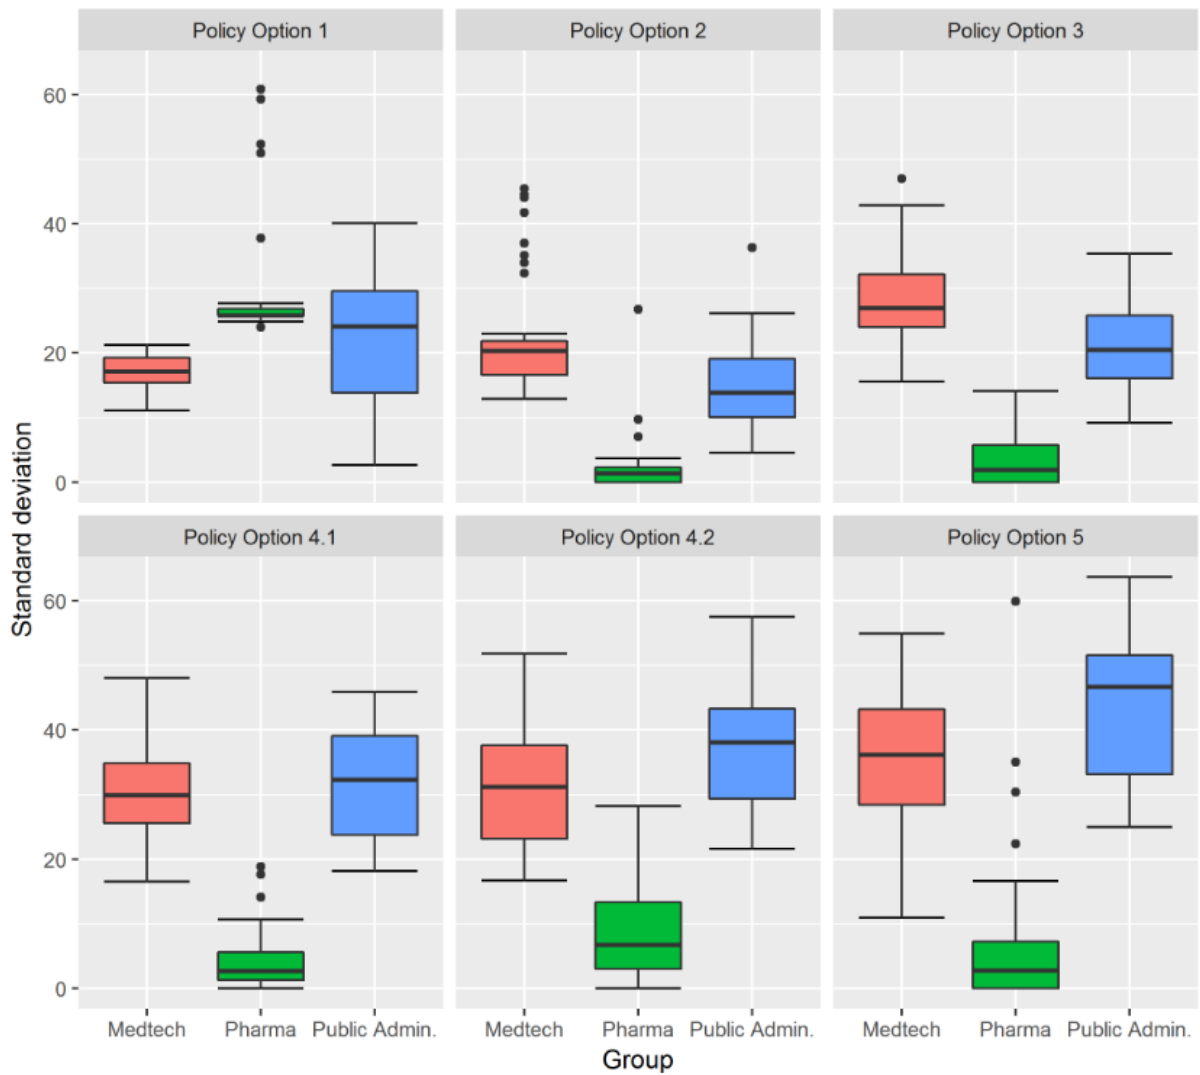 Policy Option 1
Policy Option 2
Policy Option 3
60
40
20
0
Standard deviation
Policy Option 4.1
Policy Option 4.2
Policy Option 5
60
40
20
0
Medtech Pharma Public Admin.
Medtech Pharma Public Admin.
Medtech Pharma Public Admin.
Group